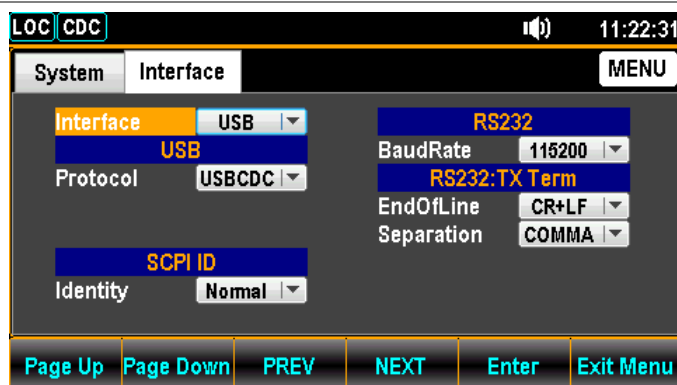 LOC CDC 11:22:31
System Interface MENU
Interface USB
USB
Protocol USBCDC
SCPI ID
Identity Normal
RS232
BaudRate 115200
RS232:TX Term
EndOfLine CR+LF
Separation COMMA
Page Up Page Down PREV NEXT Enter Exit Menu